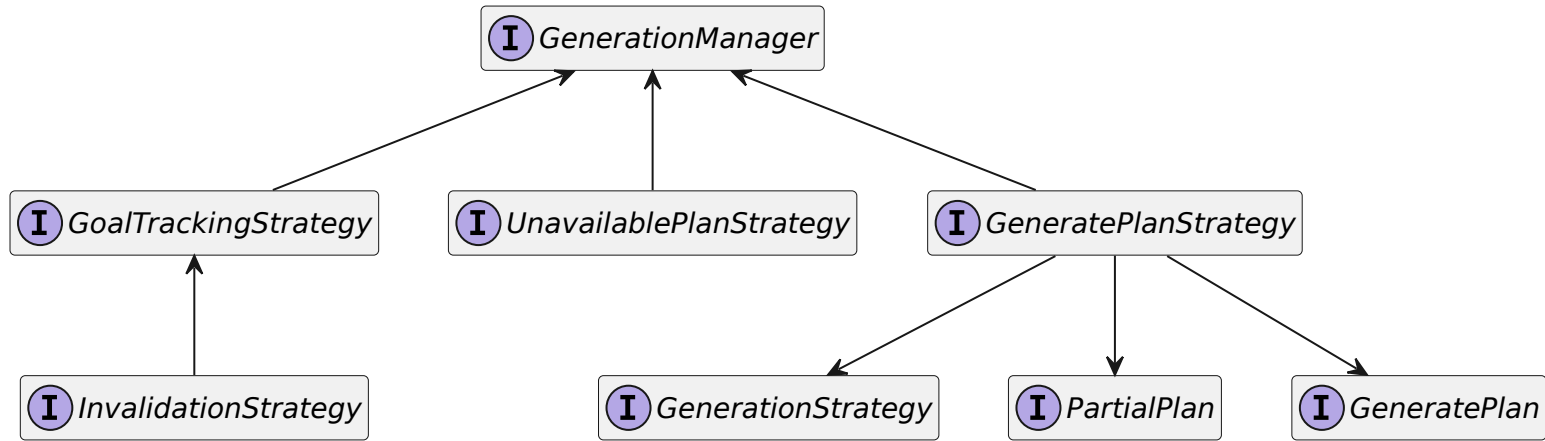 I GenerationManager
I GoalTrackingStrategy
I UnavailablePlanStrategy
I GeneratePlanStrategy
I InvalidationStrategy
I GenerationStrategy
I PartialPlan
I GeneratePlan